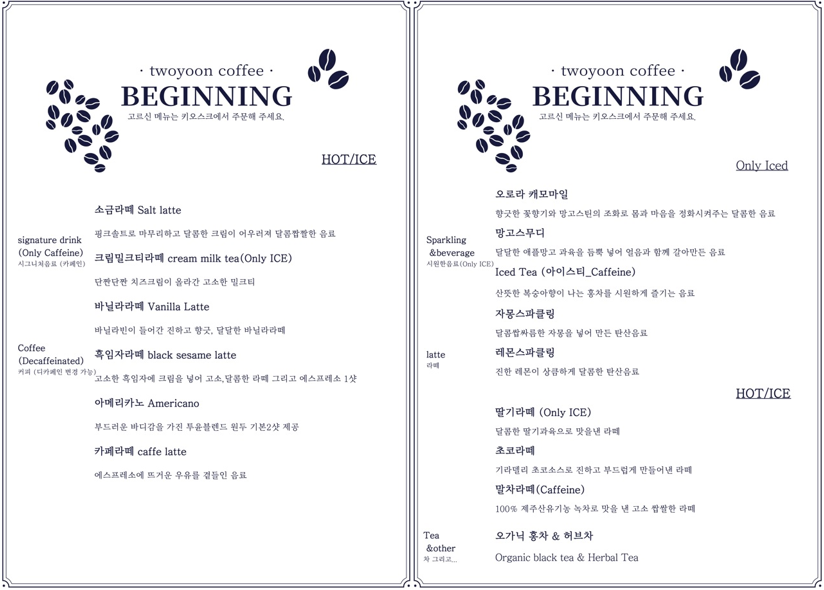 · twoyoon coffee ·
BEGINNING
고르신 메뉴는 키오스크에서 주문해 주세요.
HOT/ICE
소금라떼 Salt latte
핑크솔트로 마무리하고 달콤한 크림이 어우러져 달콤짭짤한 음료
signature drink
(Only Caffeine)
시그니처음료 (카페인)
크림밀크티라떼 cream milk tea(Only ICE)
단짠단짠 치즈크림이 올라간 고소한 밀크티
바닐라라떼 Vanilla Latte
바닐라빈이 들어간 진하고 향긋, 달달한 바닐라라떼
Coffee
(Decaffeinated)
커피 (디카페인 변경 가능)
흑임자라떼 black sesame latte
고소한 흑임자에 크림을 넣어 고소,달콤한 라떼 그리고 에스프레소 1샷
아메리카노 Americano
부드러운 바디감을 가진 투윤블렌드 원두 기본2샷 제공
카페라떼 caffe latte
에스프레소에 뜨거운 우유를 곁들인 음료
· twoyoon coffee ·
BEGINNING
고르신 메뉴는 키오스크에서 주문해 주세요.
Only Iced
오로라 캐모마일
향긋한 꽃향기와 망고스틴의 조화로 몸과 마음을 정화시켜주는 달콤한 음료
Sparkling
&beverage
시원한음료(Only ICE)
망고스무디
달달한 애플망고 과육을 듬뿍 넣어 얼음과 함께 갈아만든 음료
Iced Tea (아이스티_Caffeine)
산뜻한 복숭아향이 나는 홍차를 시원하게 즐기는 음료
자몽스파클링
달콤쌉싸름한 자몽을 넣어 만든 탄산음료
latte
라떼
레몬스파클링
진한 레몬이 상큼하게 달콤한 탄산음료
HOT/ICE
딸기라떼 (Only ICE)
달콤한 딸기과육으로 맛을낸 라떼
초코라떼
기라델리 초코소스로 진하고 부드럽게 만들어낸 라떼
말차라떼(Caffeine)
100% 제주산유기농 녹차로 맛을 낸 고소 쌉쌀한 라떼
Tea
&other
차 그리고...
오가닉 홍차 & 허브차
Organic black tea & Herbal Tea